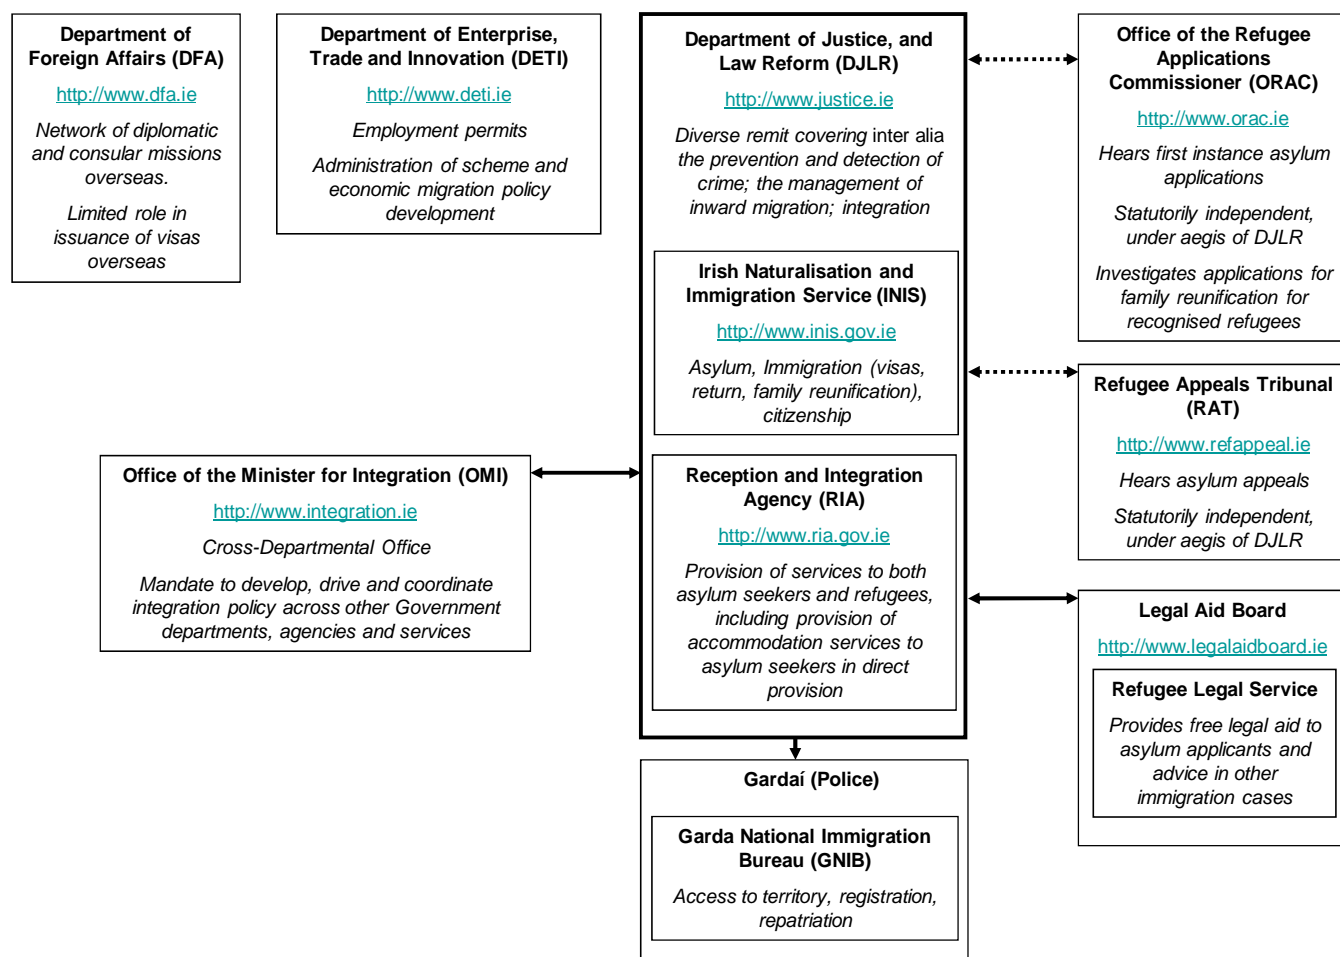 Department of
Foreign Affairs (DFA)
http://www.dfa.ie
Network of diplomatic
and consular missions
overseas.
Limited role in
issuance of visas
overseas
Department of Enterprise,
Trade and Innovation (DETI)
http://www.deti.ie
Employment permits
Administration of scheme and
economic migration policy
development
Department of Justice, and
Law Reform (DJLR)
http://www.justice.ie
Diverse remit covering inter alia
the prevention and detection of
crime; the management of
inward migration; integration
Irish Naturalisation and
Immigration Service (INIS)
http://www.inis.gov.ie
Asylum, Immigration (visas,
return, family reunification),
citizenship
Reception and Integration
Agency (RIA)
http://www.ria.gov.ie
Provision of services to both
asylum seekers and refugees,
including provision of
accommodation services to
asylum seekers in direct
provision
Office of the Refugee
Applications
Commissioner (ORAC)
http://www.orac.ie
Hears first instance asylum
applications
Statutorily independent,
under aegis of DJLR
Investigates applications for
family reunification for
recognised refugees
Refugee Appeals Tribunal
(RAT)
http://www.refappeal.ie
Hears asylum appeals
Statutorily independent,
under aegis of DJLR
Office of the Minister for Integration (OMI)
http://www.integration.ie
Cross-Departmental Office
Mandate to develop, drive and coordinate
integration policy across other Government
departments, agencies and services
Legal Aid Board
http://www.legalaidboard.ie
Refugee Legal Service
Provides free legal aid to
asylum applicants and
advice in other
immigration cases
Gardaí (Police)
Garda National Immigration
Bureau (GNIB)
Access to territory, registration,
repatriation